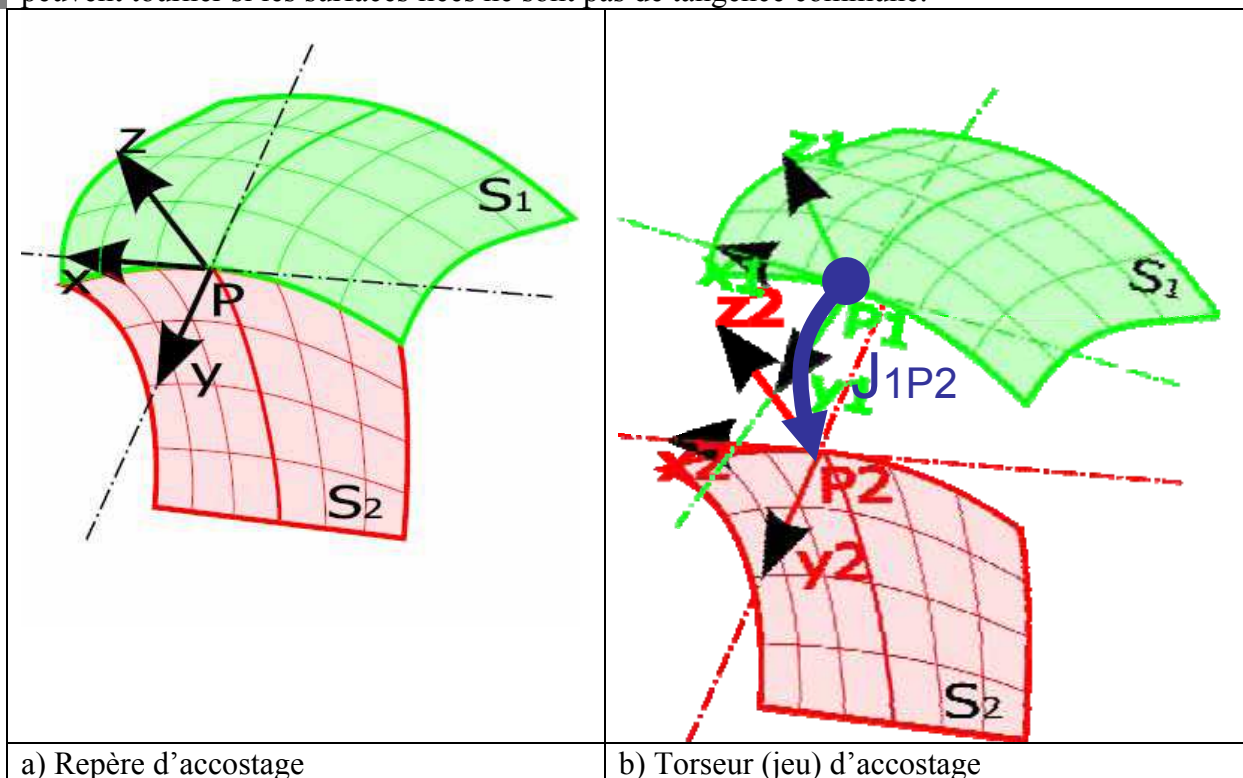 peuvent tourner si les surfaces liées ne sont pas de tangence commune.
z
S1
x
P
y
S2
z1
S1
x1
z2
P1
y1
J1P2
x2
P2
y2
S2
a) Repère d'accostage
b) Torseur (jeu) d'accostage